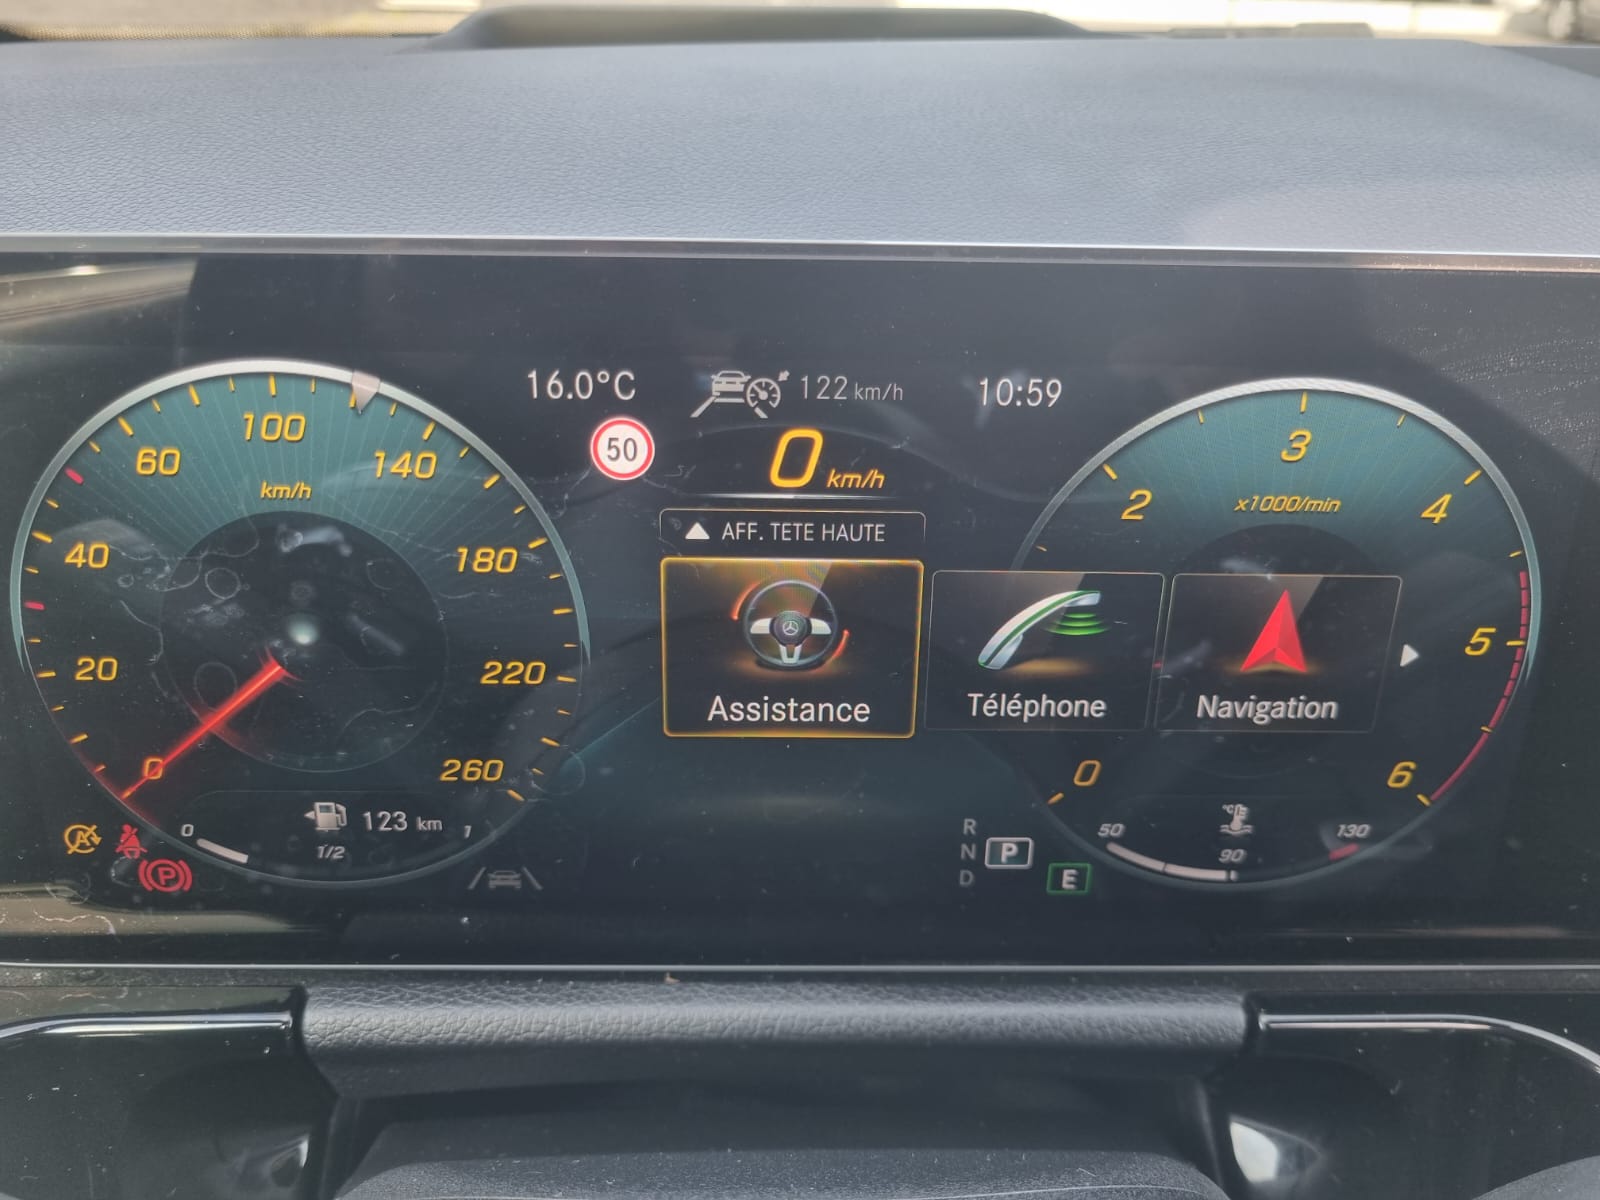 16.0°C
122 km/h
10:59
50
0 km/h
AFF. TETE HAUTE
Assistance
Téléphone
Navigation
0
20
40
60
100
140
180
220
260
km/h
0
1/2
1
123 km
A
P
R
N
D
P
E
0
2
3
4
5
6
x1000/min
50
90
130
°C